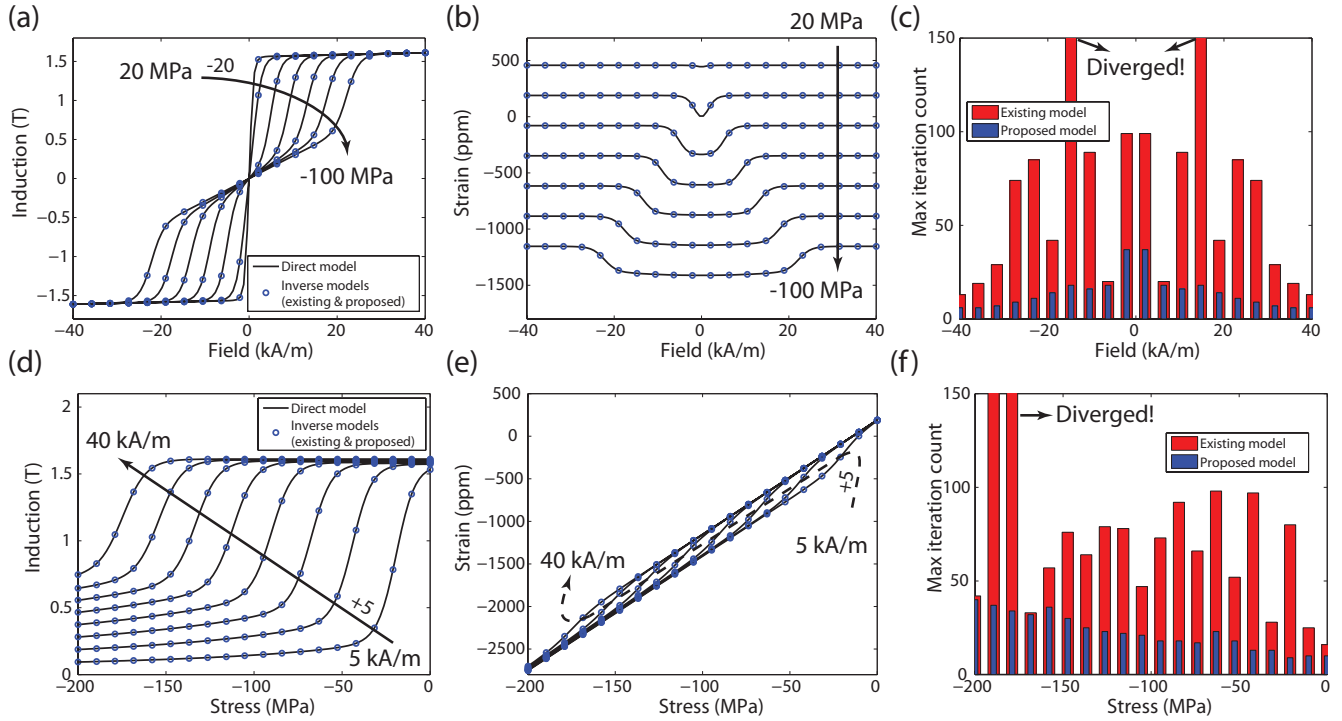 (a)
1.5
1
0.5
0
−0.5
−1
−1.5
Induction (T)
−40
−20
0
20
40
Field (kA/m)
20 MPa
-20
-100 MPa
Direct model
Inverse models
(existing & proposed)
(b)
500
0
−500
−1000
−1500
Strain (ppm)
−40
−20
0
20
40
Field (kA/m)
20 MPa
-100 MPa
(c)
150
100
50
0
Max iteration count
−40
−20
0
20
40
Field (kA/m)
Diverged!
Existing model
Proposed model
(d)
2
1.5
1
0.5
0
Induction (T)
−200
−150
−100
−50
0
Stress (MPa)
Direct model
Inverse models
(existing & proposed)
40 kA/m
+5
5 kA/m
(e)
500
0
−500
−1000
−1500
−2000
−2500
Strain (ppm)
−200
−150
−100
−50
0
Stress (MPa)
40 kA/m
+5
5 kA/m
(f)
150
100
50
0
Max iteration count
−200
−150
−100
−50
0
Stress (MPa)
Diverged!
Existing model
Proposed model